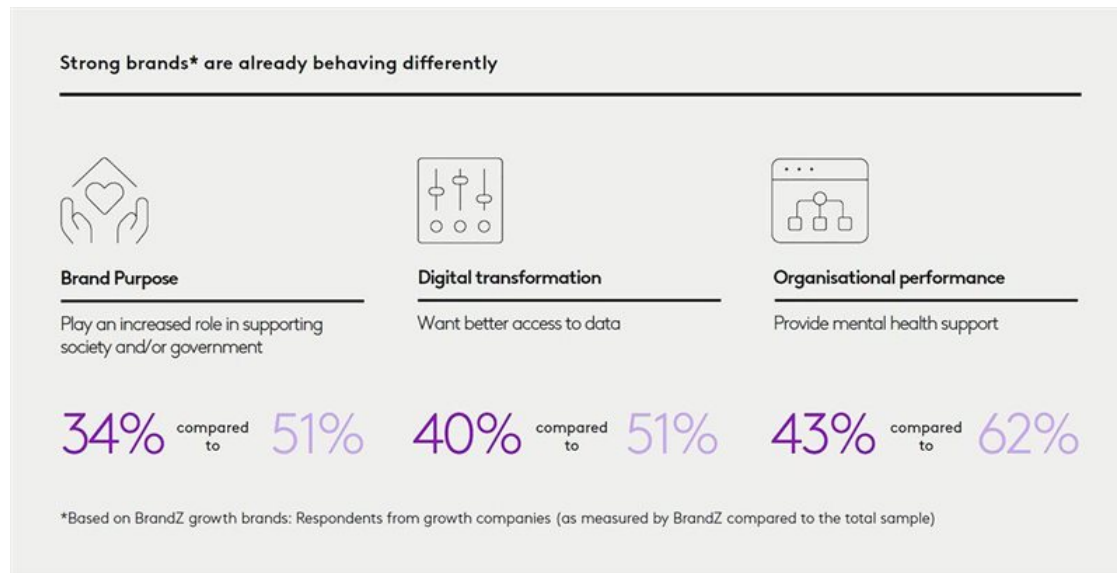 Strong brands* are already behaving differently
Brand Purpose
Play an increased role in supporting
society and/or government
34% compared to 51%
Digital transformation
Want better access to data
40% compared to 51%
Organisational performance
Provide mental health support
43% compared to 62%
*Based on BrandZ growth brands: Respondents from growth companies (as measured by BrandZ compared to the total sample)